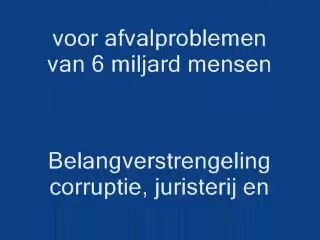 voor afvalproblemen
van 6 miljard mensen
Belangverstrengeling
corruptie, juristerij en